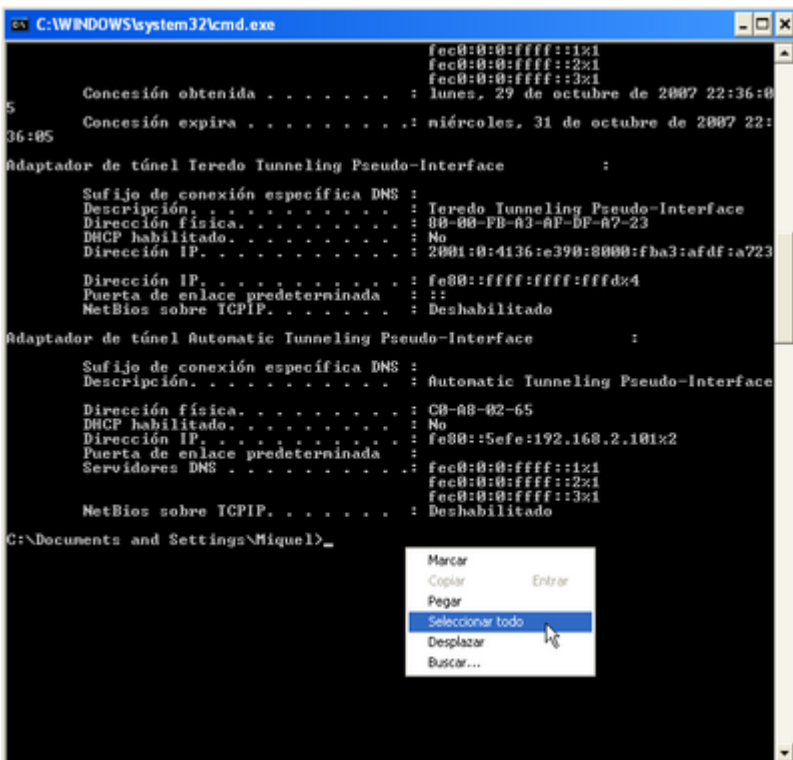 C:\WINDOWS\system32\cmd.exe
fec0:0:0:ffff::1%1
fec0:0:0:ffff::2%1
fec0:0:0:ffff::3%1
Concesión obtenida . . . . . . . : lunes, 29 de octubre de 2007 22:36:0
5
Concesión expira . . . . . . . . .: miércoles, 31 de octubre de 2007 22:
36:05
Adaptador de túnel Teredo Tunneling Pseudo-Interface :
Sufijo de conexión específica DNS :
Descripción. . . . . . . . . . . : Teredo Tunneling Pseudo-Interface
Dirección física. . . . . . . . . : 80-00-FB-A3-AF-DF-A7-23
DHCP habilitado. . . . . . . . . : No
Dirección IP. . . . . . . . . . . : 2001:0:4136:e390:8000:fba3:afdf:a723
Dirección IP. . . . . . . . . . . : fe80::ffff:ffff:fffd%4
Puerta de enlace predeterminada : ::
NetBios sobre TCPIP. . . . . . . : Deshabilitado
Adaptador de túnel Automatic Tunneling Pseudo-Interface :
Sufijo de conexión específica DNS :
Descripción. . . . . . . . . . . : Automatic Tunneling Pseudo-Interface
Dirección física. . . . . . . . . : C0-A8-02-65
DHCP habilitado. . . . . . . . . : No
Dirección IP. . . . . . . . . . . : fe80::5efe:192.168.2.101%2
Puerta de enlace predeterminada :
Servidores DNS . . . . . . . . . .: fec0:0:0:ffff::1%1
fec0:0:0:ffff::2%1
fec0:0:0:ffff::3%1
NetBios sobre TCPIP. . . . . . . : Deshabilitado
C:\Documents and Settings\Miquel>_
Marcar
Copiar Entrar
Pegar
Seleccionar todo
Desplazar
Buscar...